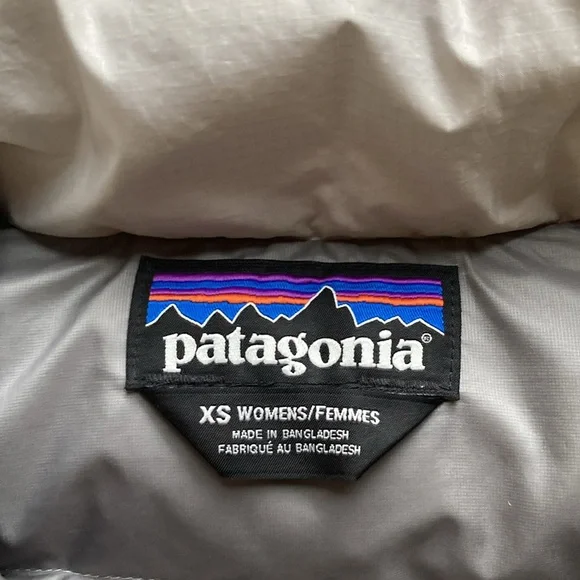 patagonia®
XS WOMENS/FEMMES
MADE IN BANGLADESH
FABRIQUÉ AU BANGLADESH